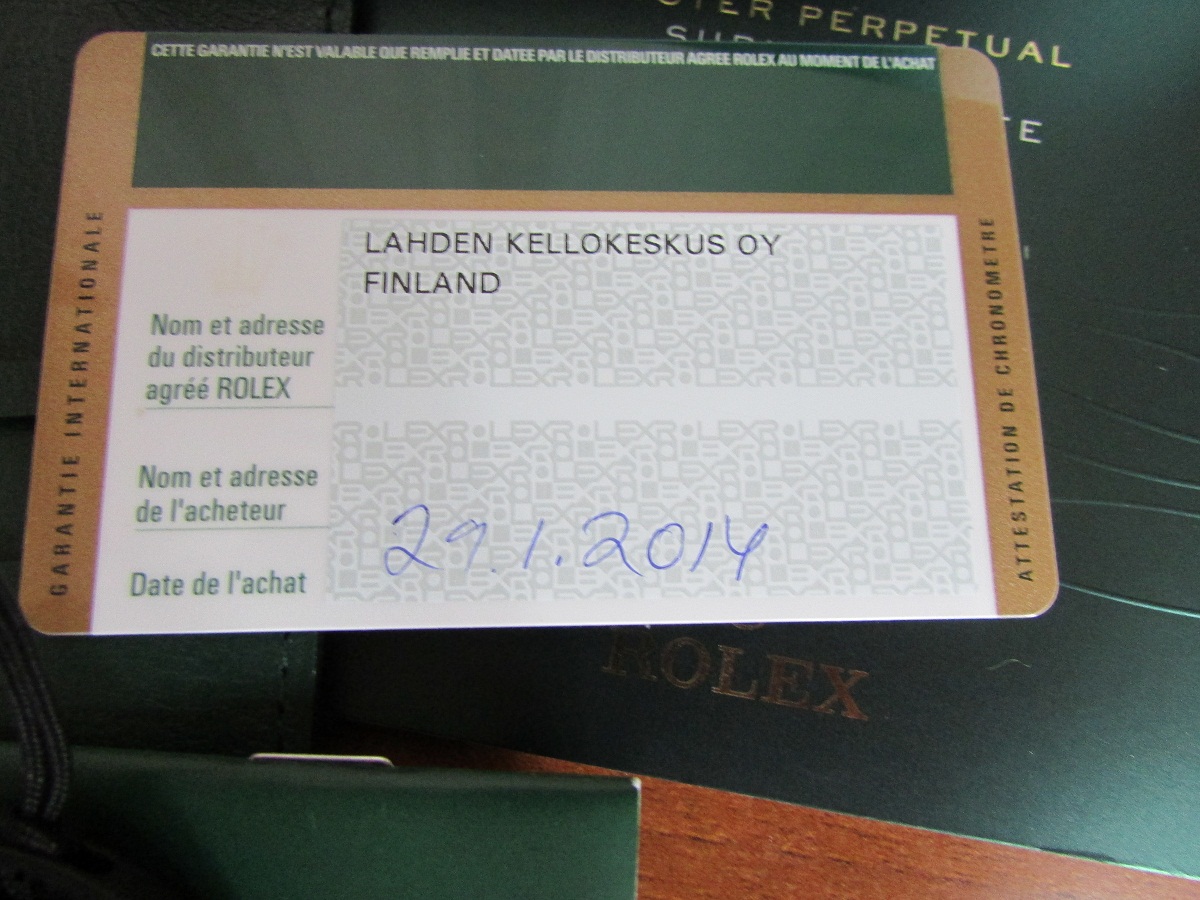 OYSTER PERPETUAL
CETTE GARANTIE N'EST VALABLE QUE REMPLIE ET DATEE PAR LE DISTRIBUTEUR AGREE ROLEX AU MOMENT DE L'ACHAT
GARANTIE INTERNATIONALE
LAHDEN KELLOKESKUS OY
FINLAND
Nom et adresse
du distributeur
agréé ROLEX
Nom et adresse
de l'acheteur
29.1.2014
Date de l'achat
ATTESTATION DE CHRONOMETRE
ROLEX